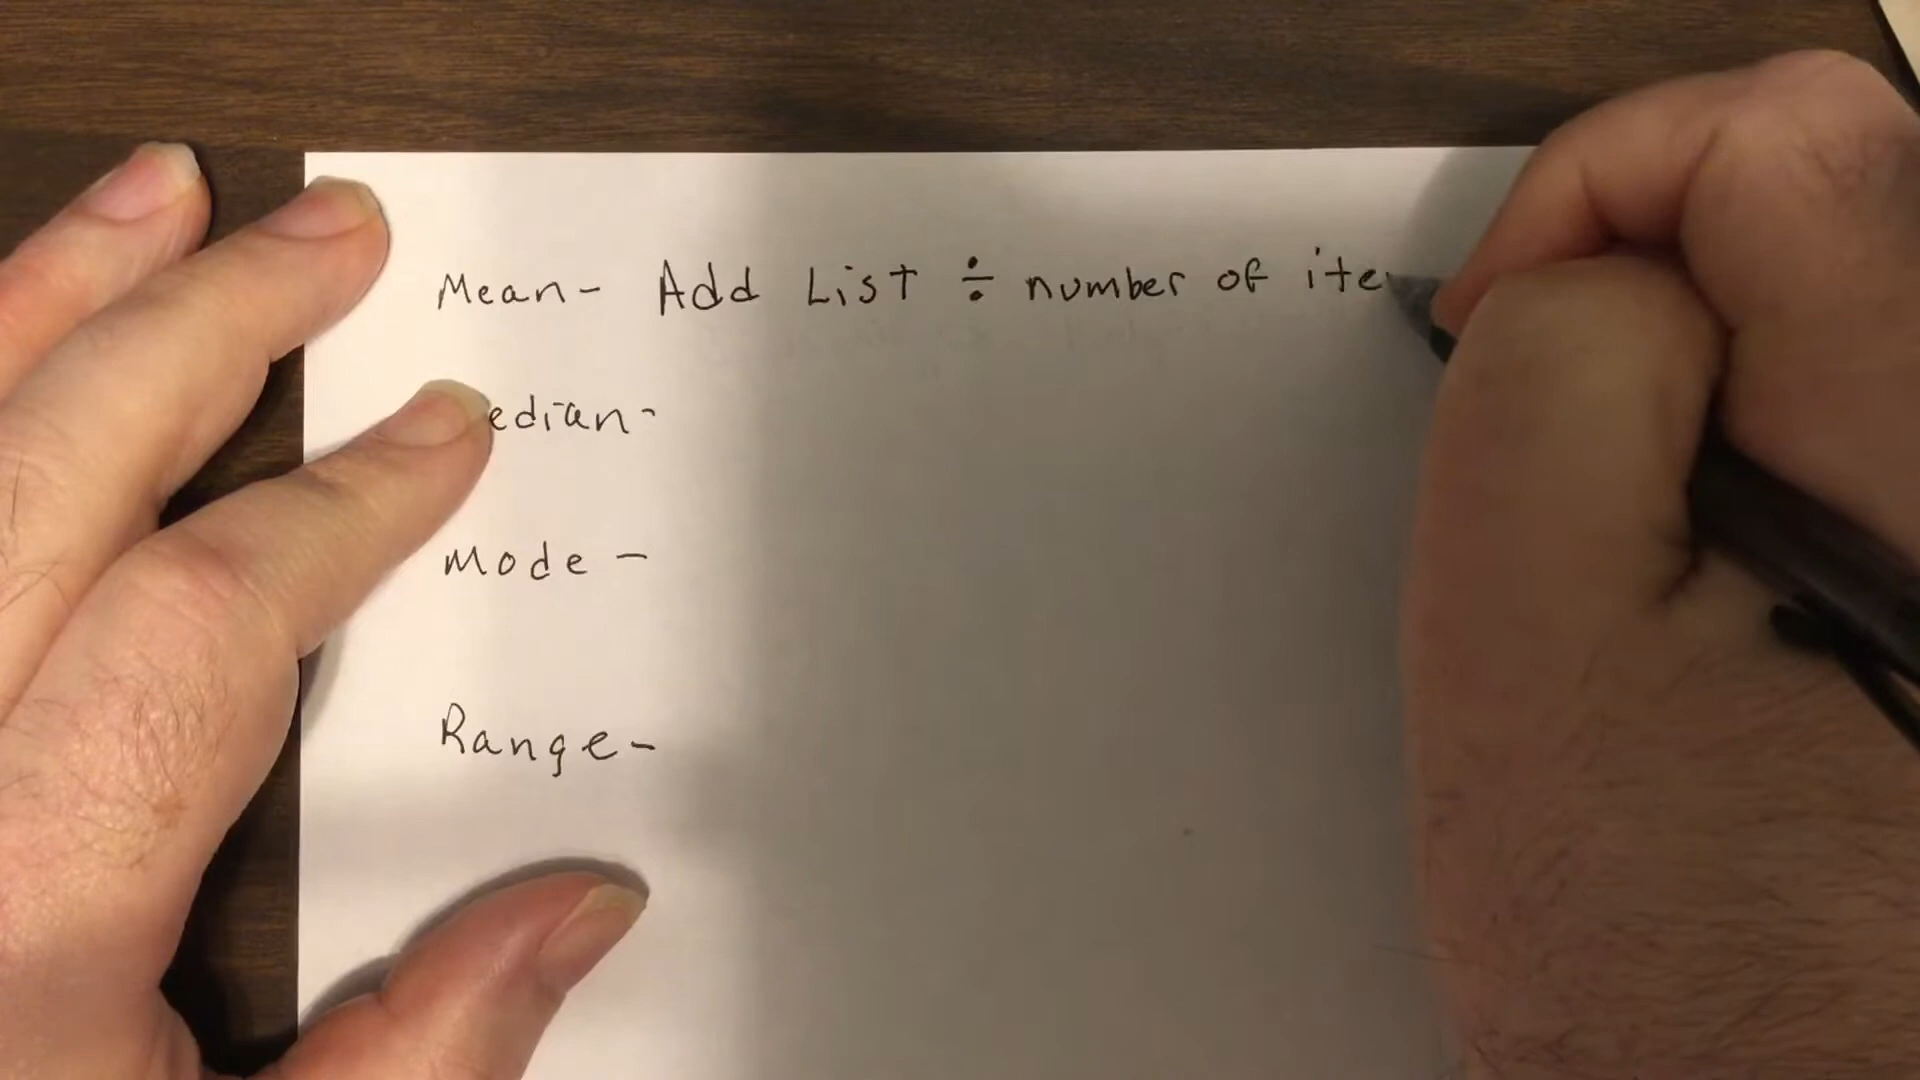 Mean- Add List ÷ number of ite
edian-
Mode -
Range-